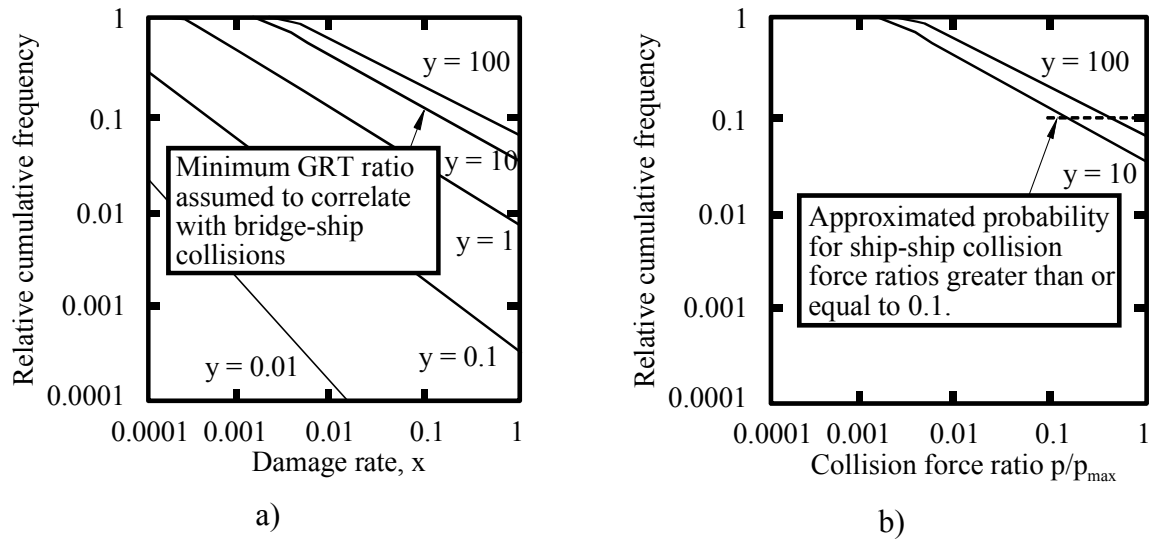 Relative cumulative frequency
1
0.1
0.01
0.001
0.0001
y = 100
y = 10
Minimum GRT ratio
assumed to correlate
with bridge-ship
collisions
y = 1
y = 0.1
y = 0.01
0.0001 0.001 0.01 0.1 1
Damage rate, x
a)
Relative cumulative frequency
1
0.1
0.01
0.001
0.0001
y = 100
y = 10
Approximated probability
for ship-ship collision
force ratios greater than or
equal to 0.1.
0.0001 0.001 0.01 0.1 1
Collision force ratio p/pmax
b)